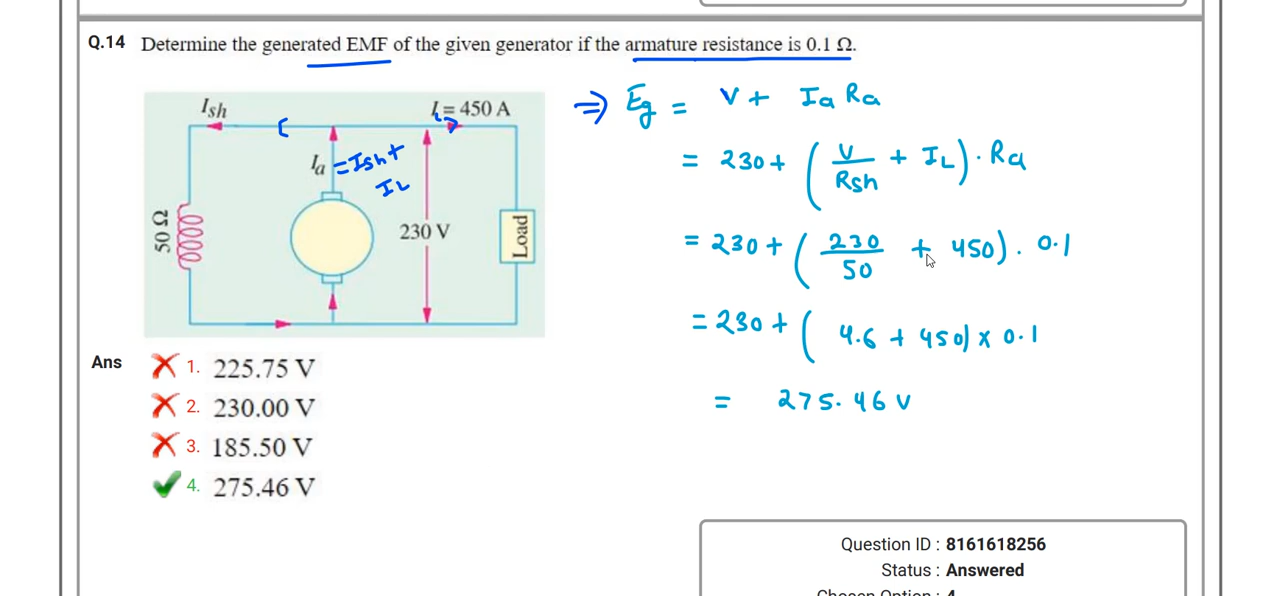 Q.14 Determine the generated EMF of the given generator if the armature resistance is 0.1 Ω.
Ish
I = 450 A
Ia = Ish +
IL
50 Ω
230 V
Load
⇒ Eg = V + Ia Ra
= 230 + ( V / Rsh + IL ) . Ra
= 230 + ( 230 / 50 + 450 ) . 0.1
= 230 + ( 4.6 + 450 ) x 0.1
= 275.46 V
Ans
1. 225.75 V
2. 230.00 V
3. 185.50 V
4. 275.46 V
Question ID : 8161618256
Status : Answered
Chosen Option : 4